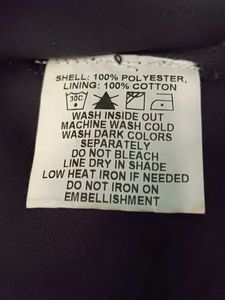 SHELL: 100% POLYESTER,
LINING: 100% COTTON
30C
WASH INSIDE OUT
MACHINE WASH COLD
WASH DARK COLORS
SEPARATELY
DO NOT BLEACH
LINE DRY IN SHADE
LOW HEAT IRON IF NEEDED
DO NOT IRON ON
EMBELLISHMENT